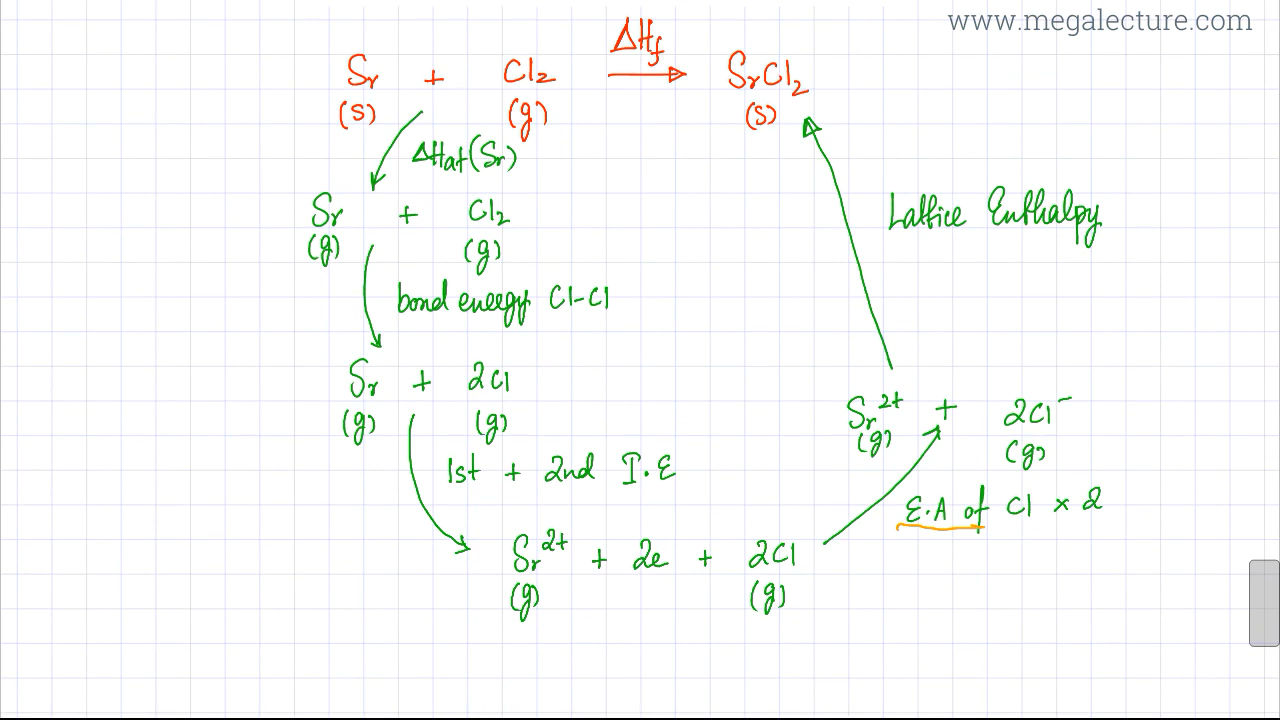 www.megalecture.com
ΔHf
Sr + Cl₂ → SrCl₂
(s) (g) (s)
ΔHat(Sr)
Sr + Cl₂
(g) (g)
Lattice Enthalpy
bond energy Cl-Cl
Sr + 2Cl
(g) (g)
Sr²⁺ + 2Cl⁻
(g) (g)
1st + 2nd I.E
E.A of Cl × 2
Sr²⁺ + 2e + 2Cl
(g) (g)